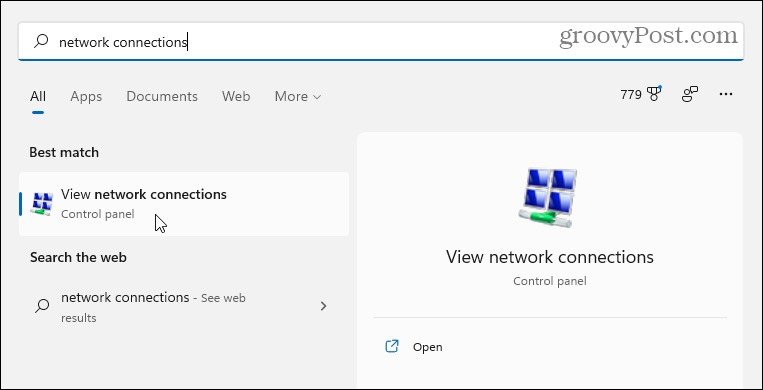 network connections
groovyPost.com
All Apps Documents Web More 779 ...
Best match
View network connections
Control panel
Search the web
network connections - See web
results
View network connections
Control panel
Open